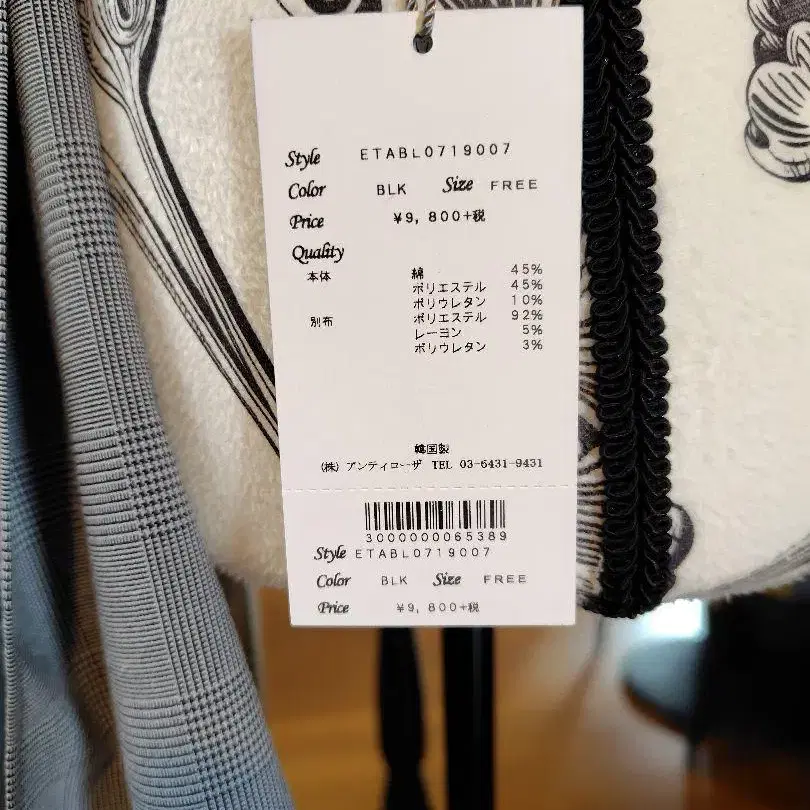 Style ETABL0719007
Color BLK Size FREE
Price ¥9,800+税
Quality
本体 綿 45%
ポリエステル 45%
ポリウレタン 10%
別布 ポリエステル 92%
レーヨン 5%
ポリウレタン 3%
韓国製
(株) アンティローザ TEL 03-6431-9431
3000000065389
Style ETABL0719007
Color BLK Size FREE
Price ¥9,800+税